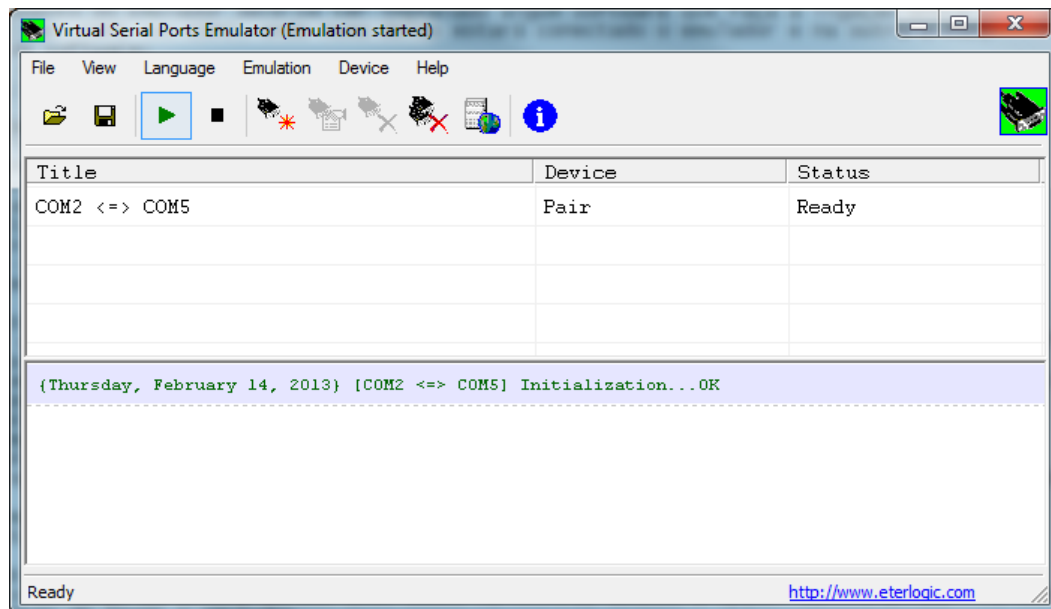 Virtual Serial Ports Emulator (Emulation started)
File View Language Emulation Device Help
Title Device Status
COM2 <=> COM5 Pair Ready
{Thursday, February 14, 2013} [COM2 <=> COM5] Initialization...OK
Ready http://www.eterlogic.com